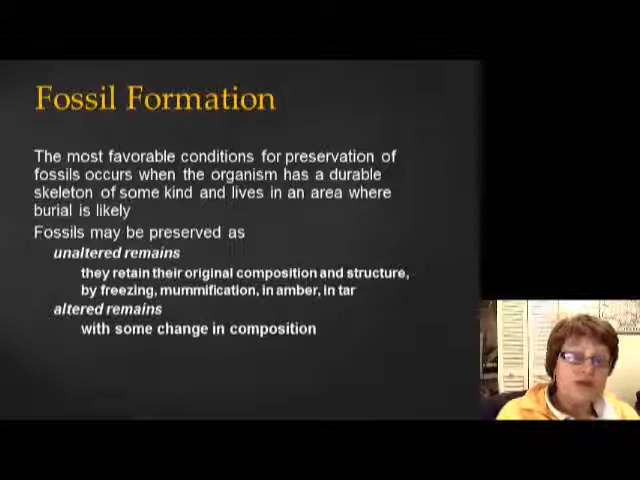 Fossil Formation
The most favorable conditions for preservation of
fossils occurs when the organism has a durable
skeleton of some kind and lives in an area where
burial is likely
Fossils may be preserved as
unaltered remains
they retain their original composition and structure,
by freezing, mummification, in amber, in tar
altered remains
with some change in composition